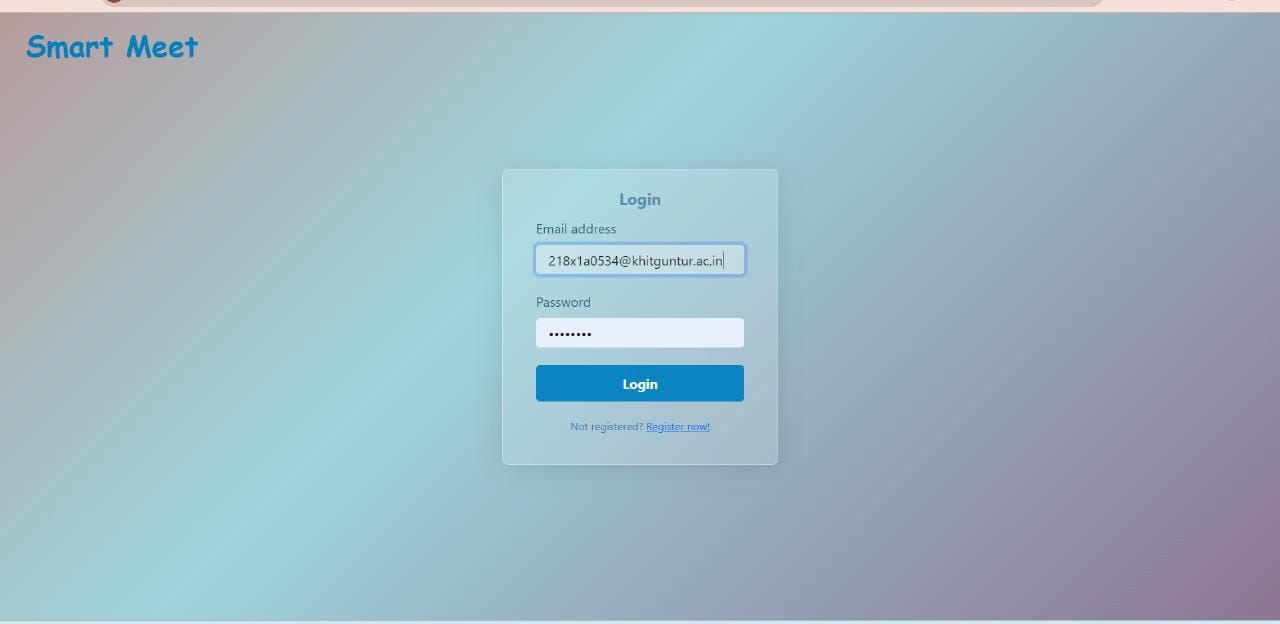 Smart Meet
Login
Email address
218x1a0534@khitguntur.ac.in
Password
••••••••
Login
Not registered? Register now!